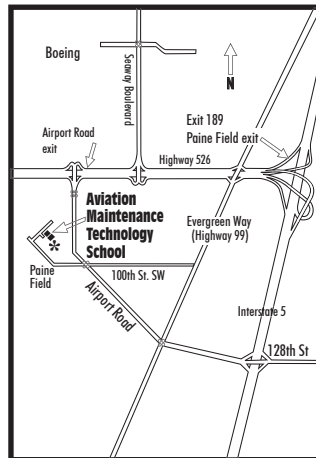 Boeing
Seaway Boulevard
N
Exit 189
Paine Field exit
Airport Road
exit
Highway 526
Aviation
Maintenance
Technology
School
Evergreen Way
(Highway 99)
Paine
Field
100th St. SW
Airport Road
Interstate 5
128th St